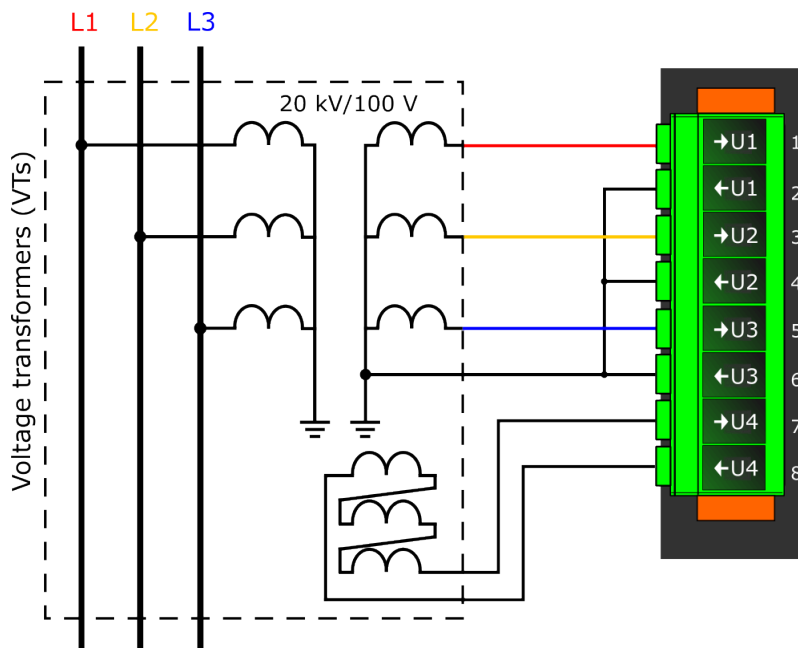 L1 L2 L3
20 kV/100 V
Voltage transformers (VTs)
→U1 1
←U1 2
→U2 3
←U2 4
→U3 5
←U3 6
→U4 7
←U4 8